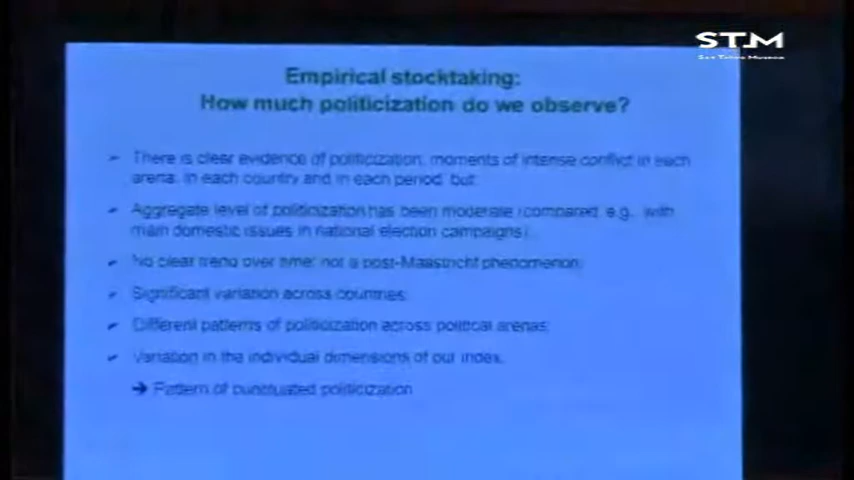 STM
Empirical stocktaking:
How much politicization do we observe?
There is clear evidence of politicization, moments of intense conflict in each
arena, in each country and in each period, but:
Aggregate level of politicization has been moderate (compared, e.g., with
main domestic issues in national election campaigns).
No clear trend over time: not a post-Maastricht phenomenon.
Significant variation across countries.
Different patterns of politicization across political arenas.
Variation in the individual dimensions of our index.
➔ Pattern of punctuated politicization